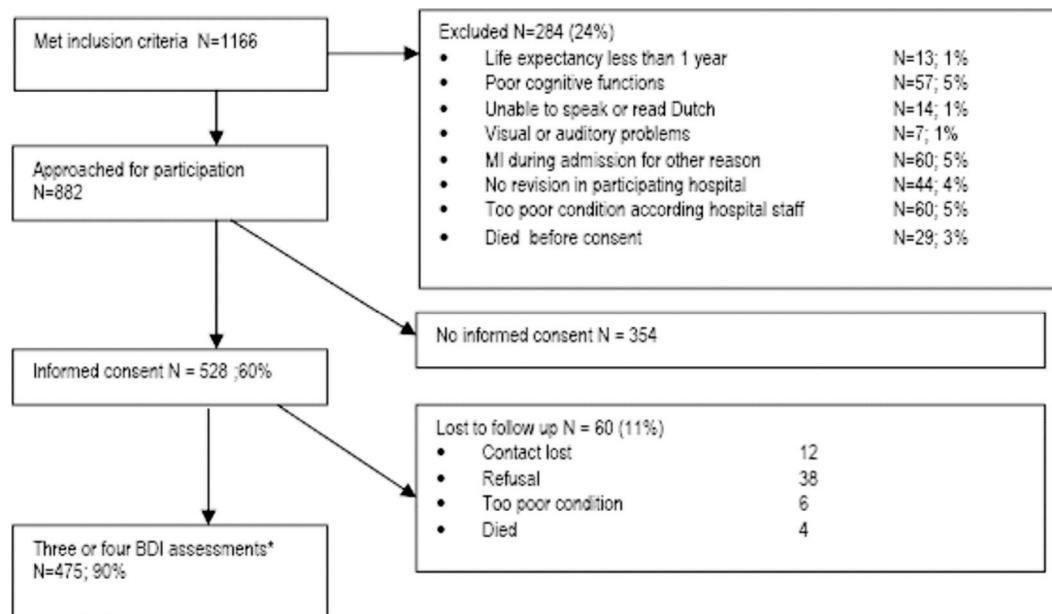 Met inclusion criteria N=1166
Excluded N=284 (24%)
• Life expectancy less than 1 year N=13; 1%
• Poor cognitive functions N=57; 5%
• Unable to speak or read Dutch N=14; 1%
• Visual or auditory problems N=7; 1%
• MI during admission for other reason N=60; 5%
• No revision in participating hospital N=44; 4%
• Too poor condition according hospital staff N=60; 5%
• Died before consent N=29; 3%
Approached for participation
N=882
No informed consent N = 354
Informed consent N = 528 ;60%
Lost to follow up N = 60 (11%)
• Contact lost 12
• Refusal 38
• Too poor condition 6
• Died 4
Three or four BDI assessments*
N=475; 90%